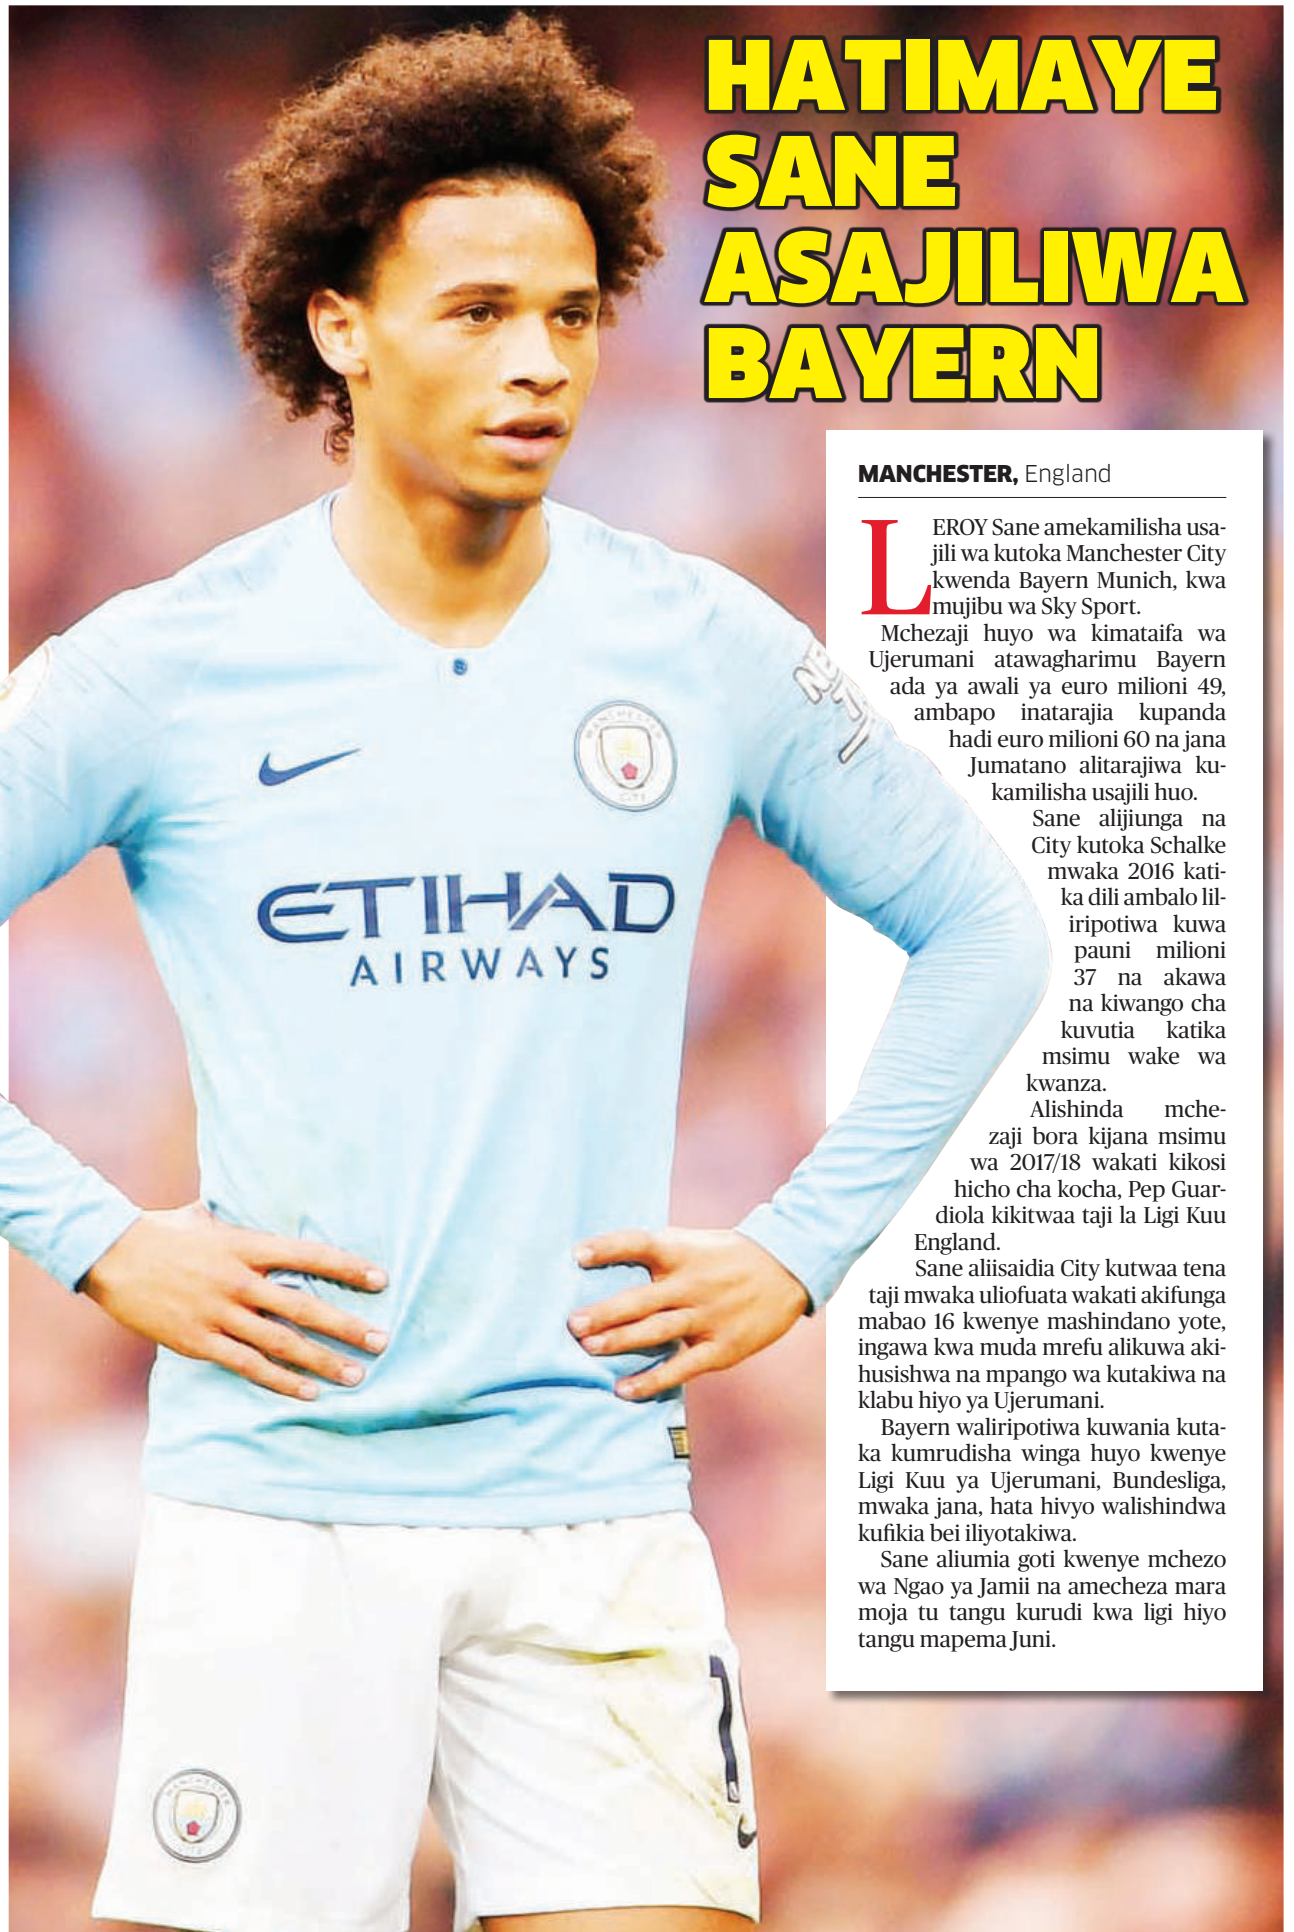 HATIMAYE
SANE
ASAJILIWA
BAYERN
MANCHESTER, England
LEROY Sane amekamilisha usa-
jili wa kutoka Manchester City
kwenda Bayern Munich, kwa
mujibu wa Sky Sport.
Mchezaji huyo wa kimataifa wa
Ujerumani atawagharimu Bayern
ada ya awali ya euro milioni 49,
ambapo inatarajia kupanda
hadi euro milioni 60 na jana
Jumatano alitarajiwa ku-
kamilisha usajili huo.
Sane alijiunga na
City kutoka Schalke
mwaka 2016 kati-
ka dili ambalo lil-
iripotiwa kuwa
pauni milioni
37 na akawa
na kiwango cha
kuvutia katika
msimu wake wa
kwanza.
Alishinda mche-
zaji bora kijana msimu
wa 2017/18 wakati kikosi
hicho cha kocha, Pep Guar-
diola kikitwaa taji la Ligi Kuu
England.
Sane aliisaidia City kutwaa tena
taji mwaka uliofuata wakati akifunga
mabao 16 kwenye mashindano yote,
ingawa kwa muda mrefu alikuwa aki-
husishwa na mpango wa kutakiwa na
klabu hiyo ya Ujerumani.
Bayern waliripotiwa kuwania kuta-
ka kumrudisha winga huyo kwenye
Ligi Kuu ya Ujerumani, Bundesliga,
mwaka jana, hata hivyo walishindwa
kufikia bei iliyotakiwa.
Sane aliumia goti kwenye mchezo
wa Ngao ya Jamii na amecheza mara
moja tu tangu kurudi kwa ligi hiyo
tangu mapema Juni.
MANCHESTER
CITY
ETIHAD
AIRWAYS
MANCHESTER
CITY